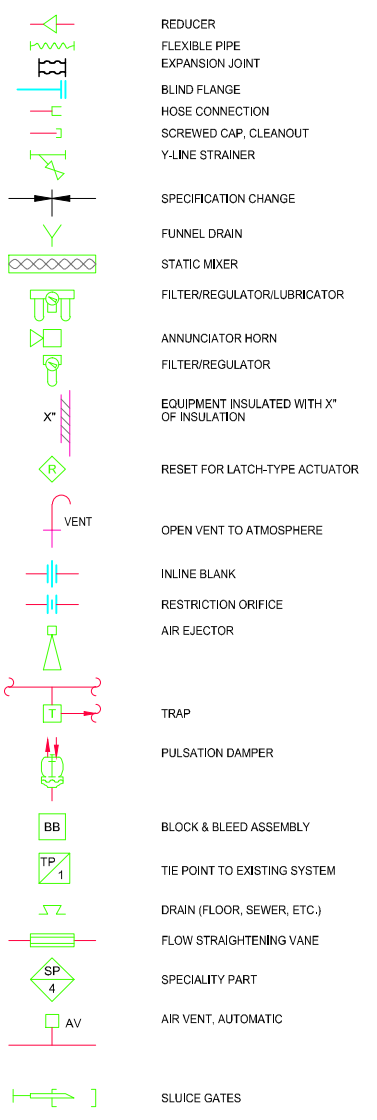 REDUCER
FLEXIBLE PIPE
EXPANSION JOINT
BLIND FLANGE
HOSE CONNECTION
SCREWED CAP, CLEANOUT
Y-LINE STRAINER
SPECIFICATION CHANGE
FUNNEL DRAIN
STATIC MIXER
FILTER/REGULATOR/LUBRICATOR
ANNUNCIATOR HORN
FILTER/REGULATOR
X" EQUIPMENT INSULATED WITH X"
OF INSULATION
R RESET FOR LATCH-TYPE ACTUATOR
VENT
OPEN VENT TO ATMOSPHERE
INLINE BLANK
RESTRICTION ORIFICE
AIR EJECTOR
T TRAP
PULSATION DAMPER
BB BLOCK & BLEED ASSEMBLY
TP
1 TIE POINT TO EXISTING SYSTEM
DRAIN (FLOOR, SEWER, ETC.)
FLOW STRAIGHTENING VANE
SP
4 SPECIALITY PART
AV AIR VENT, AUTOMATIC
SLUICE GATES